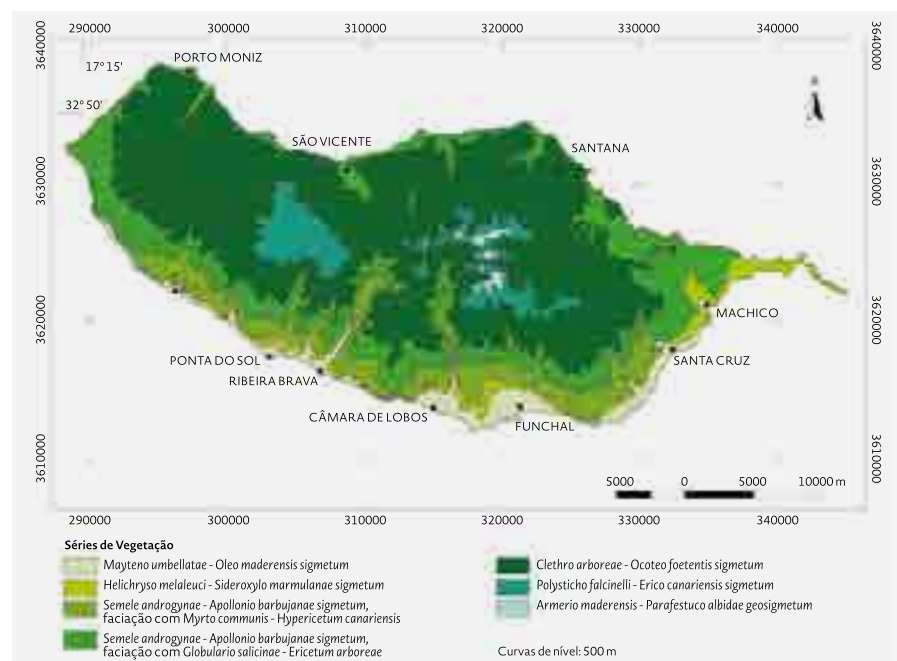 290000 300000 310000 320000 330000 340000
3640000 3640000
PORTO MONIZ
17° 15'
32° 50'
SÃO VICENTE
SANTANA
3630000 3630000
3620000 3620000
MACHICO
PONTA DO SOL
SANTA CRUZ
RIBEIRA BRAVA
CÂMARA DE LOBOS
FUNCHAL
3610000 3610000
5000 0 5000 10000 m
290000 300000 310000 320000 330000 340000
Séries de Vegetação
Mayteno umbellatae - Oleo maderensis sigmetum
Helichryso melaleuci - Sideroxylo marmulanae sigmetum
Semele androgynae - Apollonio barbujanae sigmetum,
faciação com Myrto communis - Hypericetum canariensis
Semele androgynae - Apollonio barbujanae sigmetum,
faciação com Globulario salicinae - Ericetum arboreae
Clethro arboreae - Ocoteo foetentis sigmetum
Polysticho falcinelli - Erico canariensis sigmetum
Armerio maderensis - Parafestuco albidae geosigmetum
Curvas de nível: 500 m